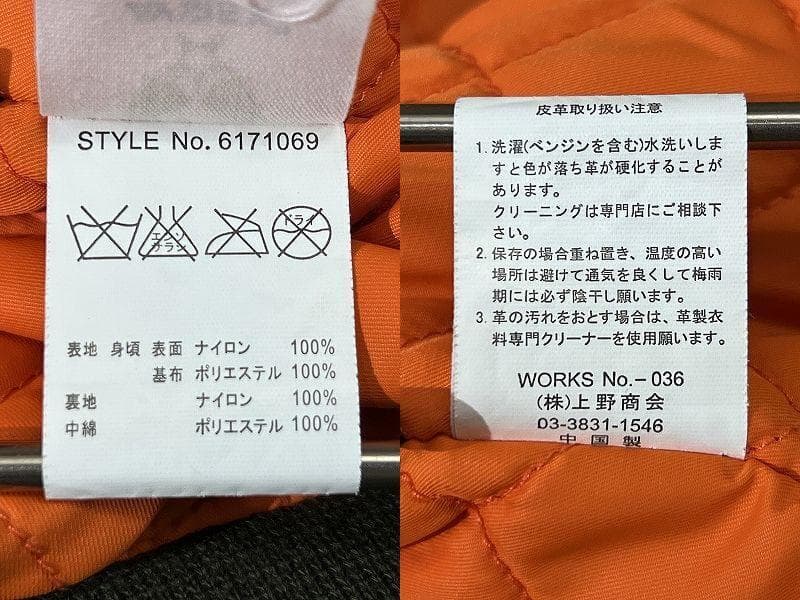 STYLE No. 6171069
エンソ
サラシ
ドライ
表地 身頃 表面 ナイロン 100%
基布 ポリエステル 100%
裏地 ナイロン 100%
中綿 ポリエステル 100%
皮革取り扱い注意
1. 洗濯(ベンジンを含む)水洗いしま
すと色が落ち革が硬化することが
あります。
クリーニングは専門店にご相談下
さい。
2. 保存の場合重ね置き、温度の高い
場所は避けて通気を良くして梅雨
期には必ず陰干し願います。
3. 革の汚れをおとす場合は、革製衣
料専門クリーナーを使用願います。
WORKS No.-036
(株)上野商会
03-3831-1546
中国製